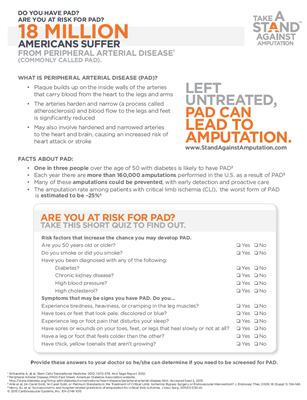 DO YOU HAVE PAD?
ARE YOU AT RISK FOR PAD?
18 MILLION
AMERICANS SUFFER
FROM PERIPHERAL ARTERIAL DISEASE¹
(COMMONLY CALLED PAD).
TAKE A
STAND
AGAINST
AMPUTATION
WHAT IS PERIPHERAL ARTERIAL DISEASE (PAD)?
• Plaque builds up on the inside walls of the arteries
that carry blood from the heart to the legs and arms
• The arteries harden and narrow (a process called
atherosclerosis) and blood flow to the legs and feet
is significantly reduced
• May also involve hardened and narrowed arteries
to the heart and brain, causing an increased risk of
heart attack or stroke
LEFT
UNTREATED,
PAD CAN
LEAD TO
AMPUTATION.
www.StandAgainstAmputation.com
FACTS ABOUT PAD:
• One in three people over the age of 50 with diabetes is likely to have PAD²
• Each year there are more than 160,000 amputations performed in the U.S. as a result of PAD³
• Many of these amputations could be prevented, with early detection and proactive care
• The amputation rate among patients with critical limb ischemia (CLI), the worst form of PAD
is estimated to be ~25%⁴
ARE YOU AT RISK FOR PAD?
TAKE THIS SHORT QUIZ TO FIND OUT.
Risk factors that increase the chance you may develop PAD.
Are you 50 years old or older? ❏ Yes ❏ No
Do you smoke or did you smoke? ❏ Yes ❏ No
Have you been diagnosed with any of the following:
Diabetes? ❏ Yes ❏ No
Chronic kidney disease? ❏ Yes ❏ No
High blood pressure? ❏ Yes ❏ No
High cholesterol? ❏ Yes ❏ No
Symptoms that may be signs you have PAD. Do you...
Experience tiredness, heaviness, or cramping in the leg muscles? ❏ Yes ❏ No
Have toes or feet that look pale, discolored or blue? ❏ Yes ❏ No
Experience leg or foot pain that disturbs your sleep? ❏ Yes ❏ No
Have sores or wounds on your toes, feet, or legs that heal slowly or not at all? ❏ Yes ❏ No
Have a leg or foot that feels colder than the other? ❏ Yes ❏ No
Have thick, yellow toenails that aren't growing? ❏ Yes ❏ No
Provide these answers to your doctor so he/she can determine if you need to be screened for PAD.